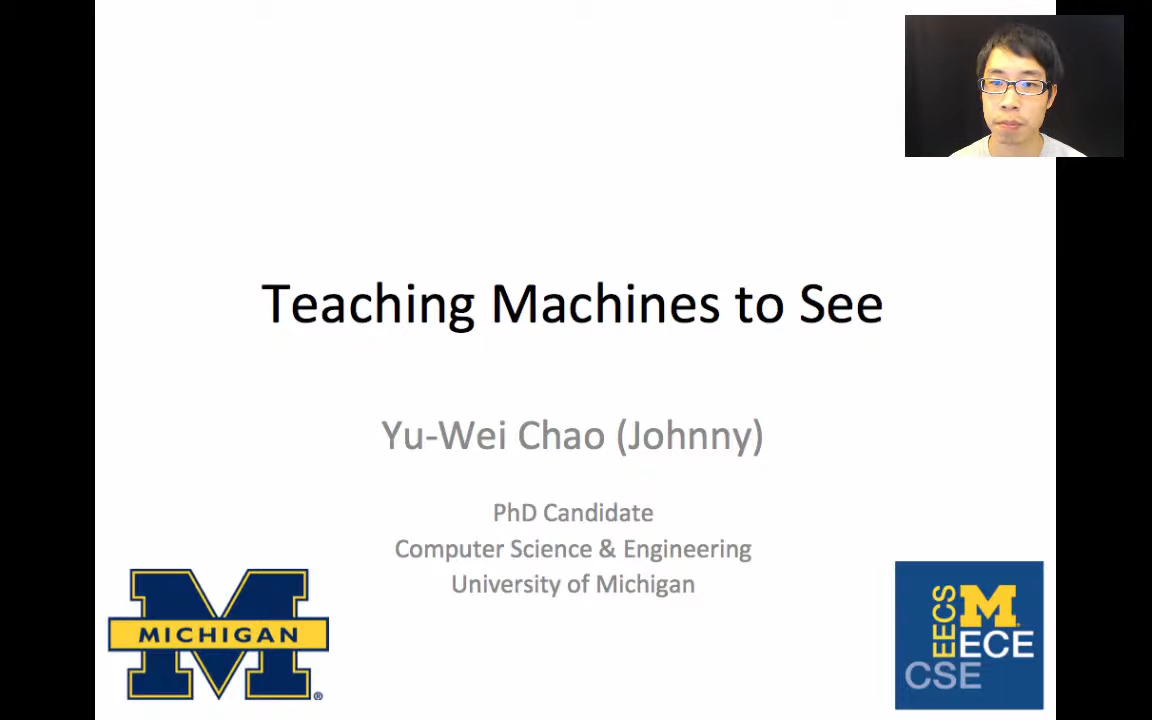 Teaching Machines to See
Yu-Wei Chao (Johnny)
PhD Candidate
Computer Science & Engineering
University of Michigan
MICHIGAN®
EECS
M
ECE
CSE